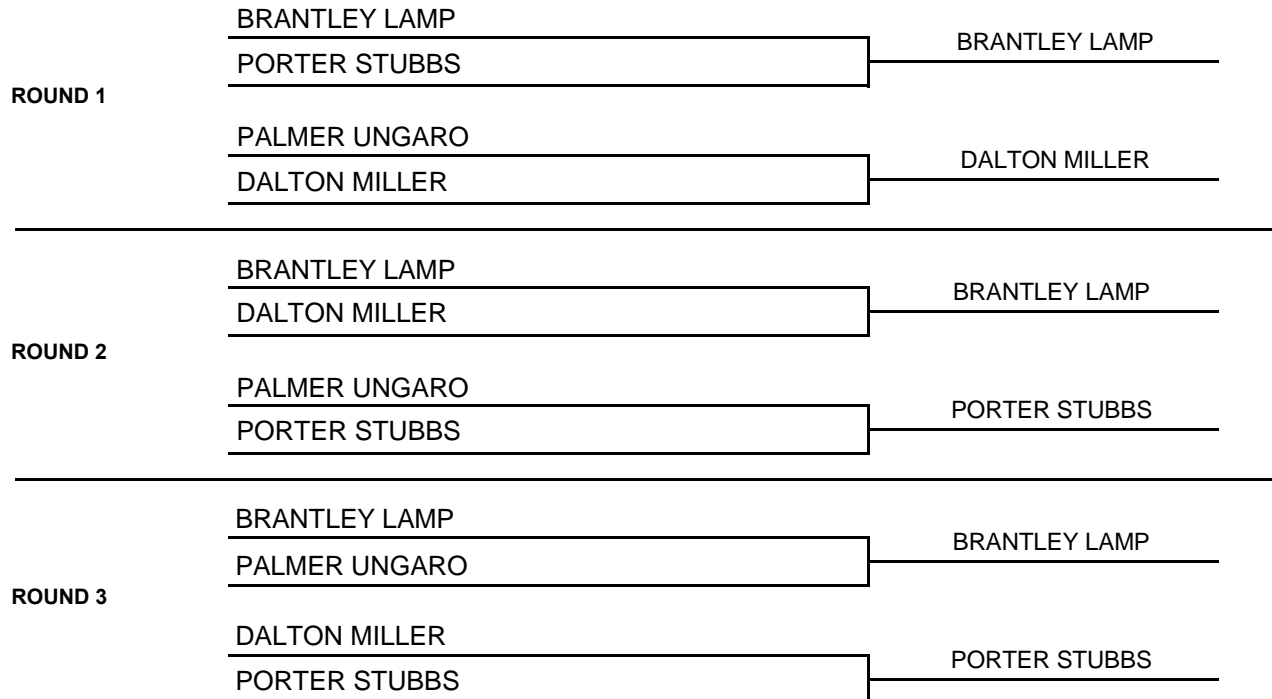 BRANTLEY LAMP
BRANTLEY LAMP
PORTER STUBBS
ROUND 1
PALMER UNGARO
DALTON MILLER
DALTON MILLER
BRANTLEY LAMP
BRANTLEY LAMP
DALTON MILLER
ROUND 2
PALMER UNGARO
PORTER STUBBS
PORTER STUBBS
BRANTLEY LAMP
BRANTLEY LAMP
PALMER UNGARO
ROUND 3
DALTON MILLER
PORTER STUBBS
PORTER STUBBS